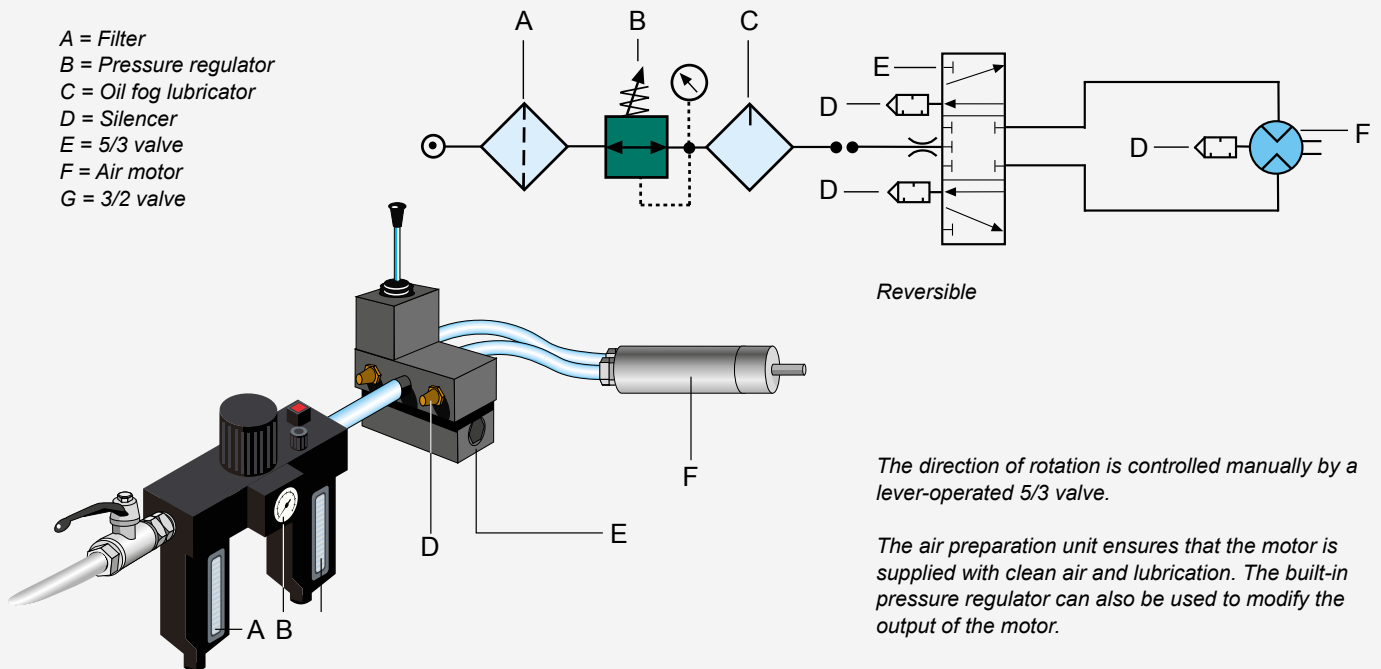 A = Filter
B = Pressure regulator
C = Oil fog lubricator
D = Silencer
E = 5/3 valve
F = Air motor
G = 3/2 valve
A
B
C
E
D
D
D
F
Reversible
F
D
E
A
B
The direction of rotation is controlled manually by a
lever-operated 5/3 valve.
The air preparation unit ensures that the motor is
supplied with clean air and lubrication. The built-in
pressure regulator can also be used to modify the
output of the motor.